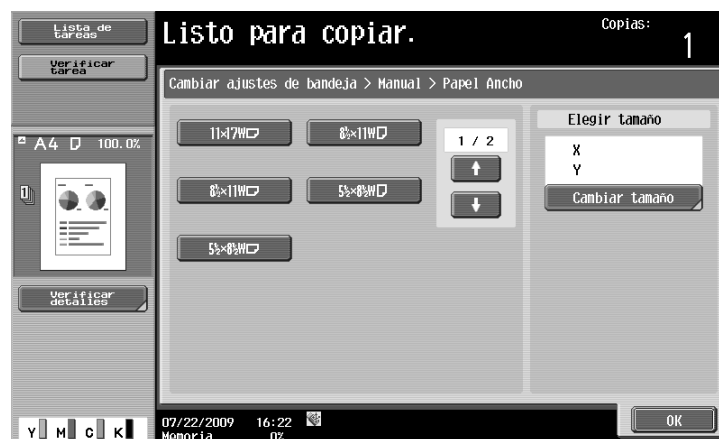 Lista de
tareas
Listo para copiar.
Copias:
1
Verificar
tarea
Cambiar ajustes de bandeja > Manual > Papel Ancho
11×17W
8½×11W
1 / 2
Elegir tamaño
X
Y
A4 100.0%
1
8½×11W
5½×8½W
Cambiar tamaño
5½×8½W
Verificar
detalles
OK
Y M C K
07/22/2009 16:22
Memoria 0%